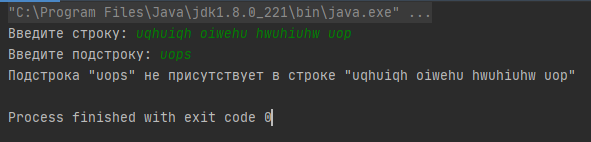 "C:\Program Files\Java\jdk1.8.0_221\bin\java.exe" ...
Введите строку: uqhuiqh oiwehu hwuhiuhw uop
Введите подстроку: uops
Подстрока "uops" не присутствует в строке "uqhuiqh oiwehu hwuhiuhw uop"
Process finished with exit code 0